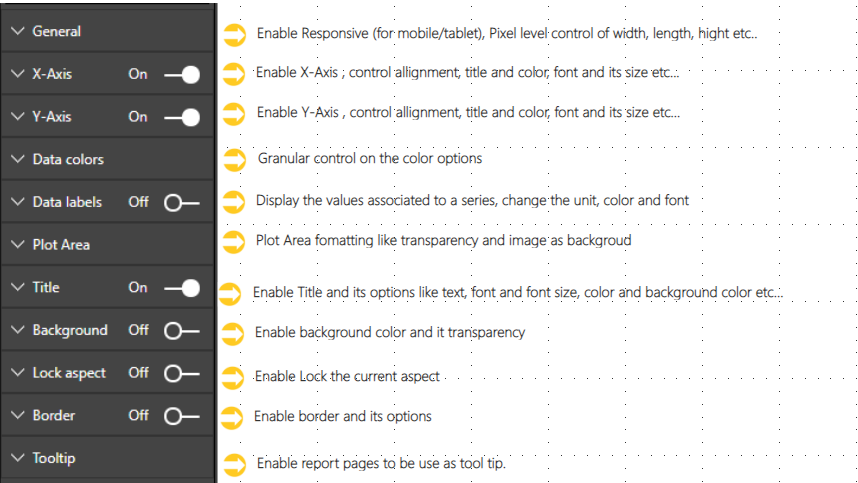 General Enable Responsive (for mobile/tablet), Pixel level control of width, length, hight etc..
X-Axis On Enable X-Axis ; control allignment, title and color, font and its size etc...
Y-Axis On Enable Y-Axis , control allignment, title and color, font and its size etc...
Data colors Granular control on the color options
Data labels Off Display the values associated to a series, change the unit, color and font
Plot Area Plot Area fomatting like transparency and image as backgroud
Title On Enable Title and its options like text, font and font size, color and background color etc...
Background Off Enable background color and it transparency
Lock aspect Off Enable Lock the current aspect
Border Off Enable border and its options
Tooltip Enable report pages to be use as tool tip.